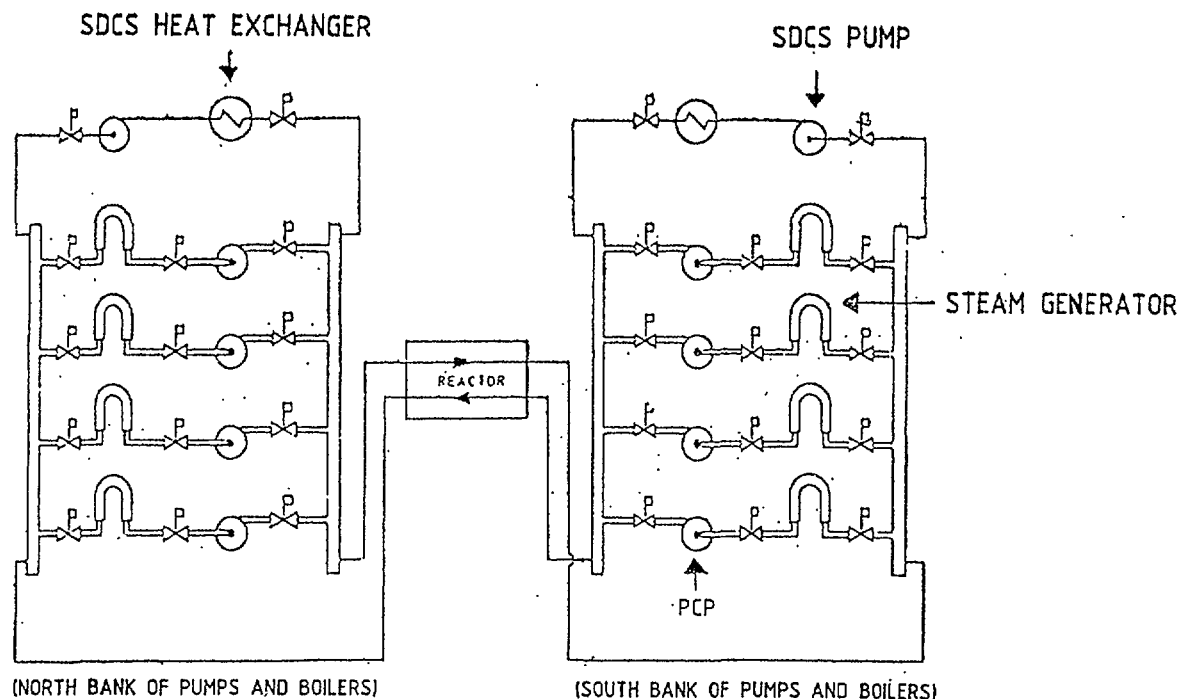 SDCS HEAT EXCHANGER
SDCS PUMP
STEAM GENERATOR
REACTOR
PCP
(NORTH BANK OF PUMPS AND BOILERS)
(SOUTH BANK OF PUMPS AND BOILERS)